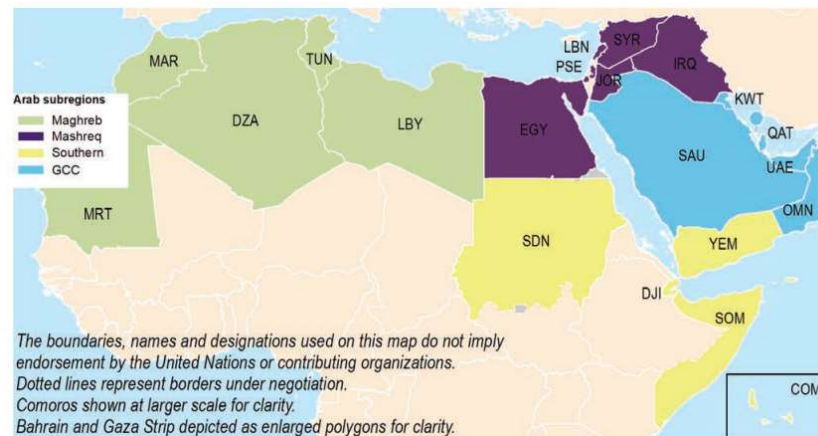 Arab subregions
Maghreb
Mashreq
Southern
GCC
MAR
TUN
DZA
LBY
MRT
LBN
PSE
SYR
JOR
IRQ
EGY
KWT
QAT
UAE
SAU
OMN
SDN
YEM
DJI
SOM
COM
The boundaries, names and designations used on this map do not imply
endorsement by the United Nations or contributing organizations.
Dotted lines represent borders under negotiation.
Comoros shown at larger scale for clarity.
Bahrain and Gaza Strip depicted as enlarged polygons for clarity.